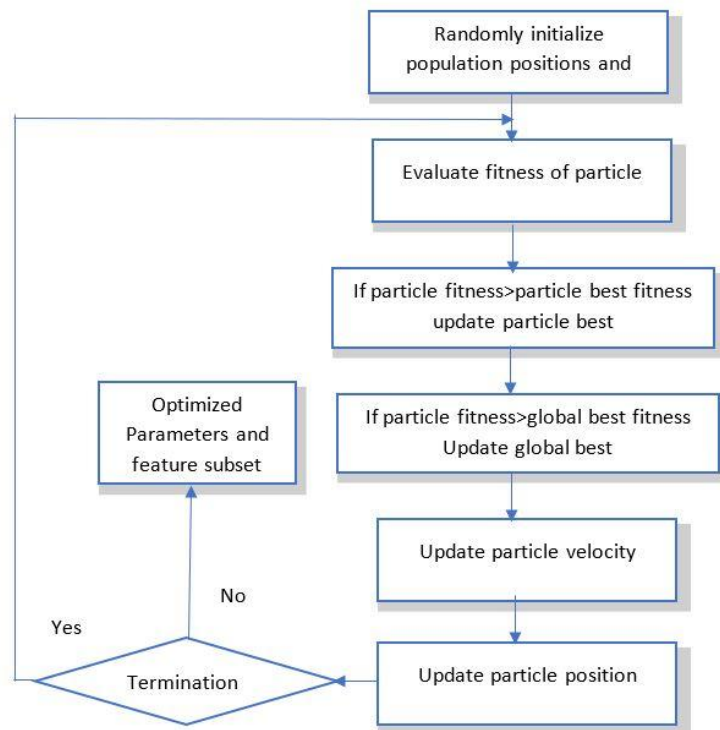 Randomly initialize
population positions and
Evaluate fitness of particle
If particle fitness>particle best fitness
update particle best
If particle fitness>global best fitness
Update global best
Update particle velocity
Update particle position
Termination
Yes
No
Optimized
Parameters and
feature subset